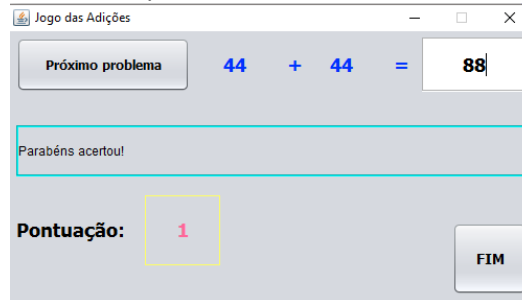 Jogo das Adições
Próximo problema 44 + 44 = 88
Parabéns acertou!
Pontuação: 1
FIM